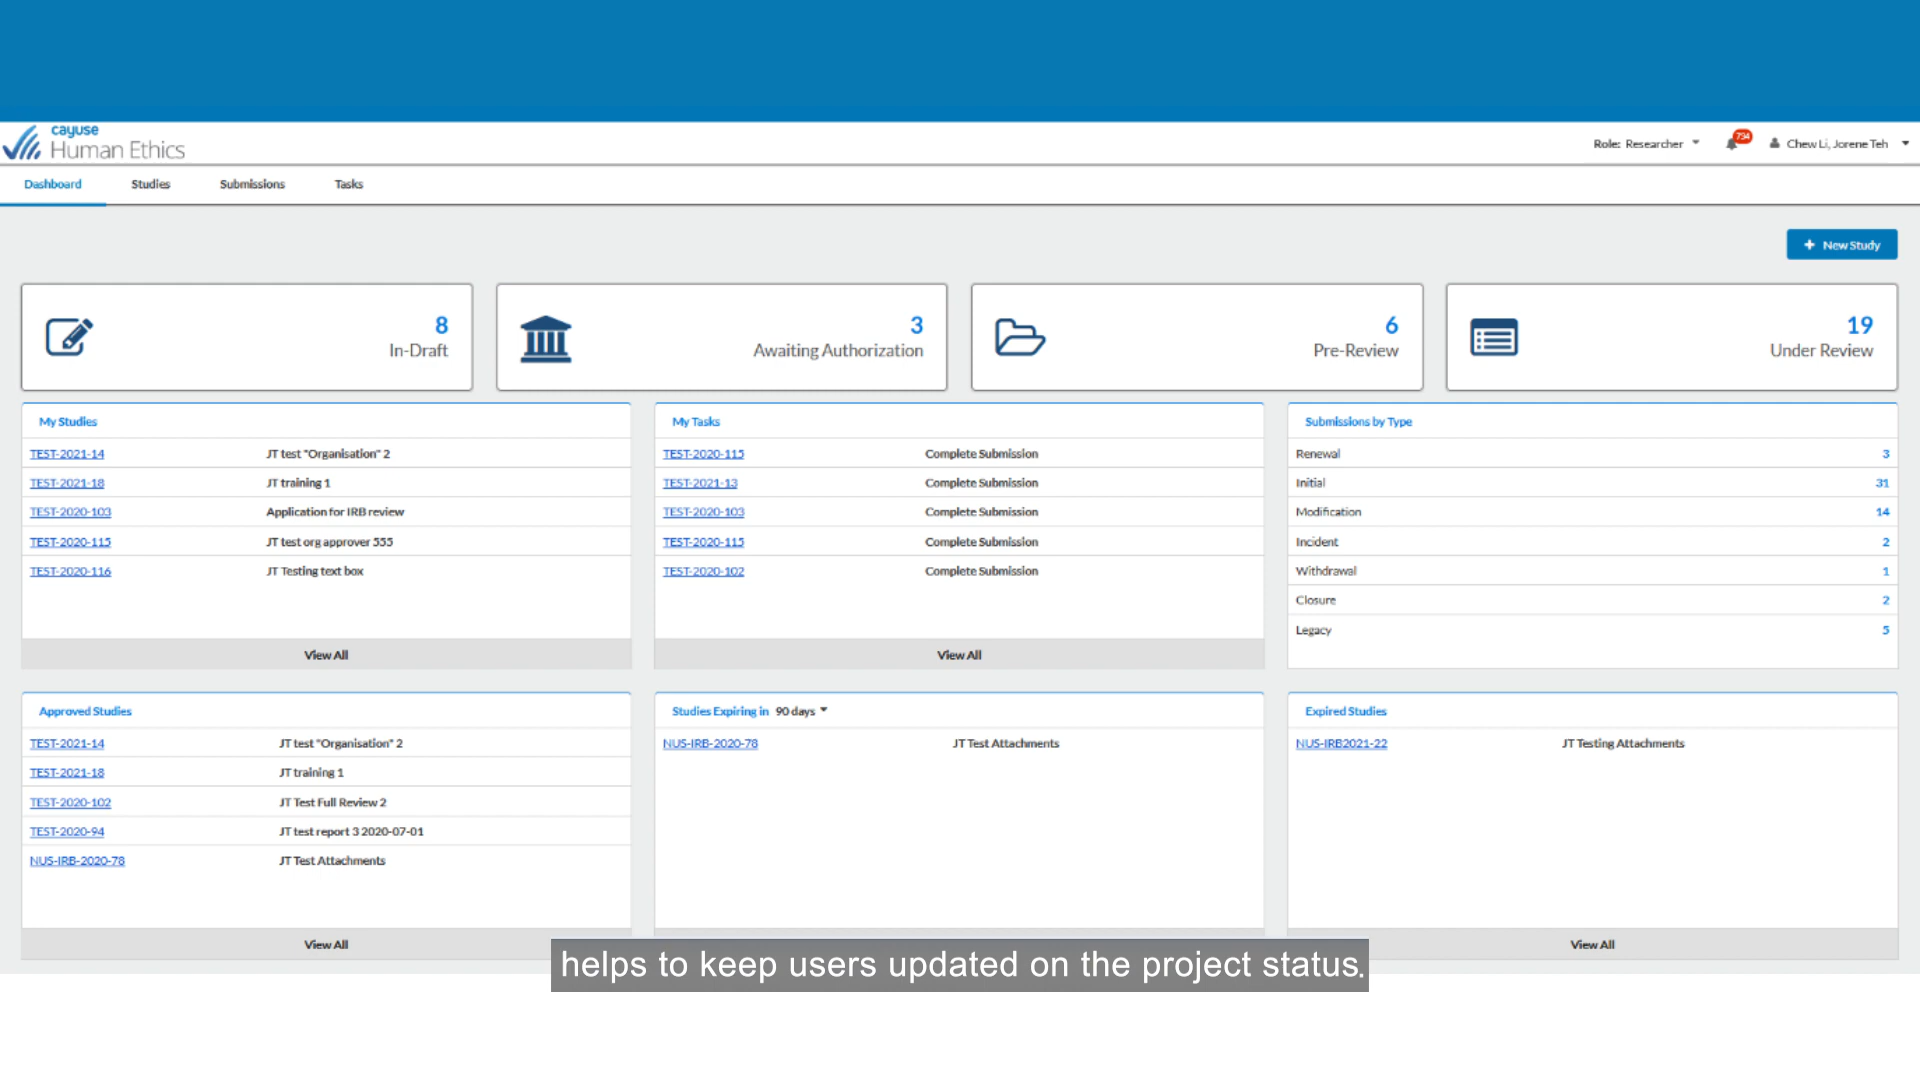 cayuse
Human Ethics
Role: Researcher
734
Chew Li, Jorene Teh
Dashboard Studies Submissions Tasks
+ New Study
8
In-Draft
3
Awaiting Authorization
6
Pre-Review
19
Under Review
My Studies
TEST-2021-14 JT test "Organisation" 2
TEST-2021-18 JT training 1
TEST-2020-103 Application for IRB review
TEST-2020-115 JT test org approver 555
TEST-2020-116 JT Testing text box
View All
My Tasks
TEST-2020-115 Complete Submission
TEST-2021-13 Complete Submission
TEST-2020-103 Complete Submission
TEST-2020-115 Complete Submission
TEST-2020-102 Complete Submission
View All
Submissions by Type
Renewal 3
Initial 31
Modification 14
Incident 2
Withdrawal 1
Closure 2
Legacy 5
Approved Studies
TEST-2021-14 JT test "Organisation" 2
TEST-2021-18 JT training 1
TEST-2020-102 JT Test Full Review 2
TEST-2020-94 JT test report 3 2020-07-01
NUS-IRB-2020-78 JT Test Attachments
View All
Studies Expiring in 90 days
NUS-IRB-2020-78 JT Test Attachments
Expired Studies
NUS-IRB2021-22 JT Testing Attachments
View All
helps to keep users updated on the project status.